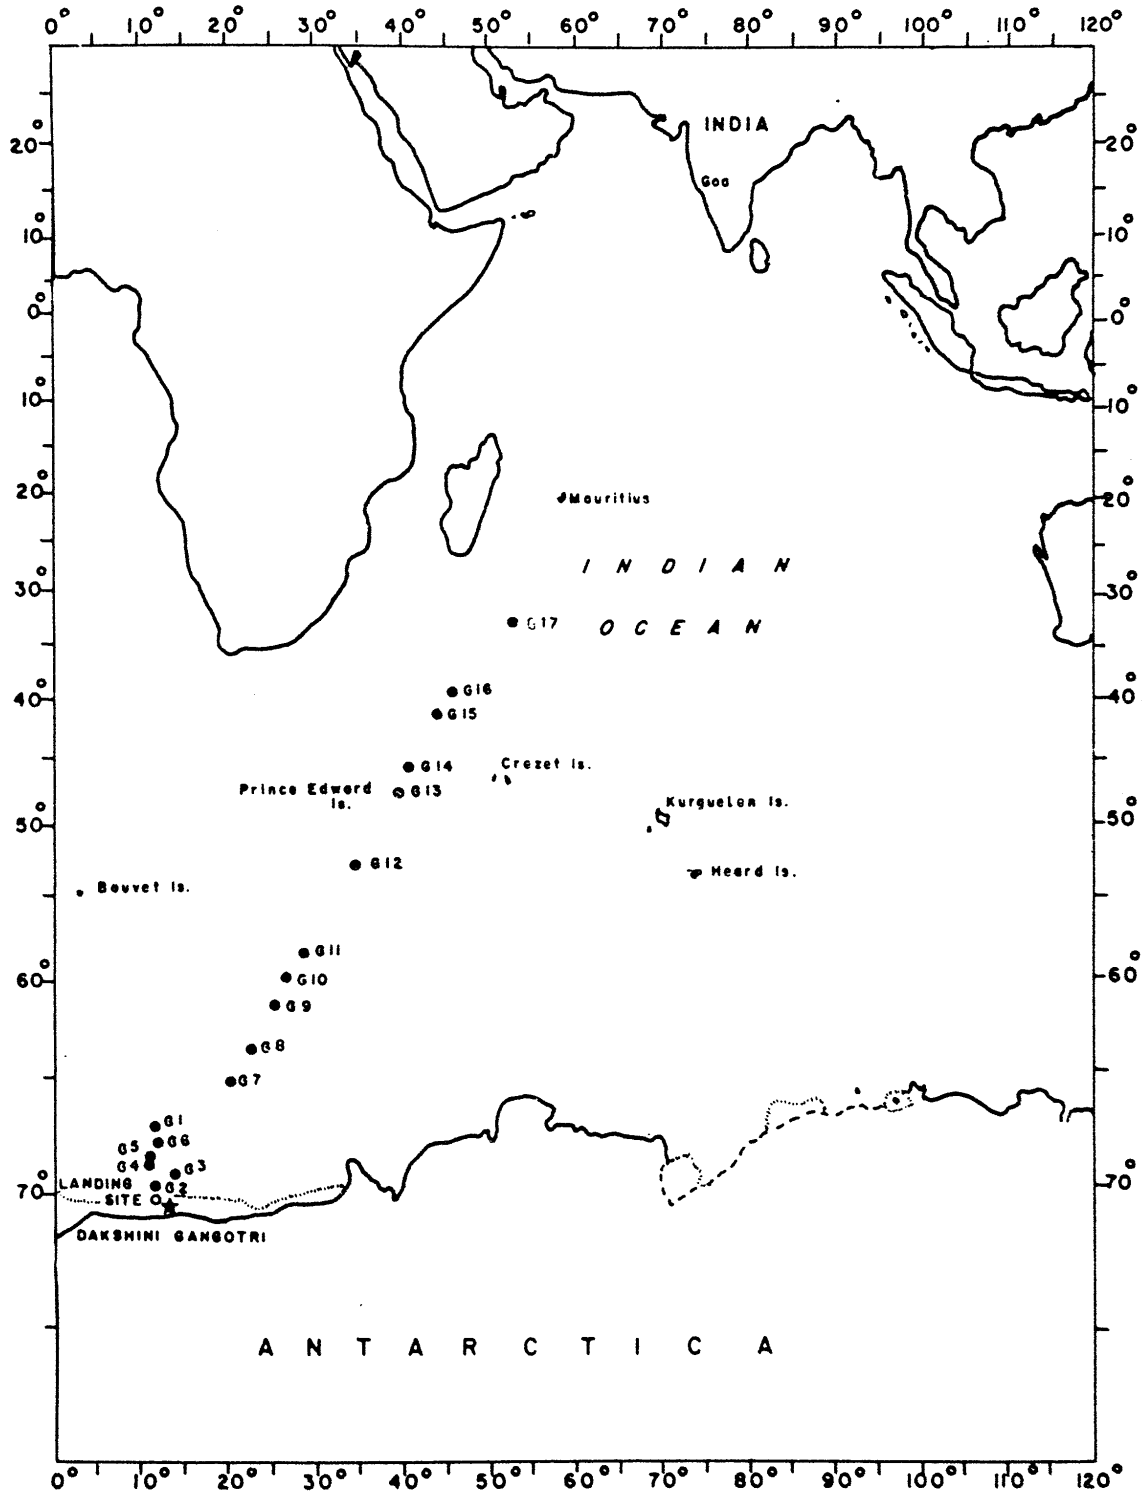 0° 10° 20° 30° 40° 50° 60° 70° 80° 90° 100° 110° 120°
INDIA
20° 20°
Goa
10° 10°
0° 0°
10° 10°
20° 20°
Mauritius
INDIAN
30° 30°
G17 OCEAN
40° 40°
G16
G15
Crozet Is.
G14
Prince Edward
Is.
G13
Kurguelon Is.
50° 50°
G12
Heard Is.
Bouvet Is.
G11
60° 60°
G10
G9
G8
G7
G1
G5 G6
G4 G3
70° 70°
LANDING
SITE
G2
DAKSHINI GANGOTRI
ANTARCTICA
0° 10° 20° 30° 40° 50° 60° 70° 80° 90° 100° 110° 120°